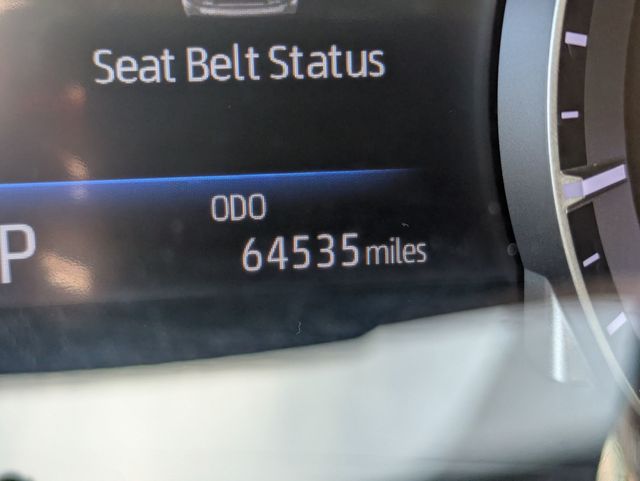 Seat Belt Status
ODO
P
64535 miles